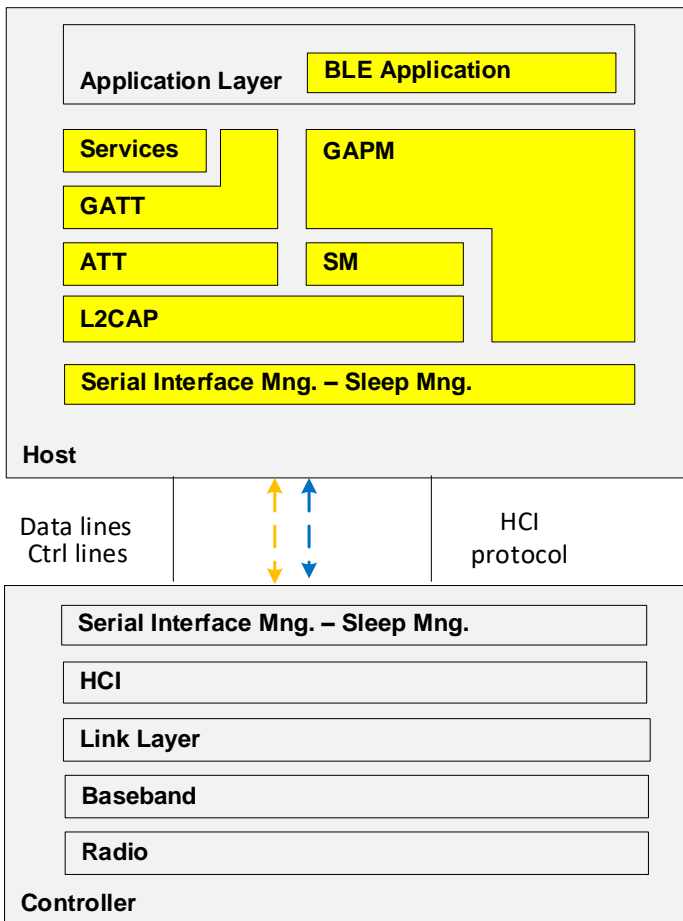 BLE Application
Application Layer
Services
GAPM
GATT
ATT
SM
L2CAP
Serial Interface Mng. – Sleep Mng.
Host
Data lines
Ctrl lines
HCI
protocol
Serial Interface Mng. – Sleep Mng.
HCI
Link Layer
Baseband
Radio
Controller